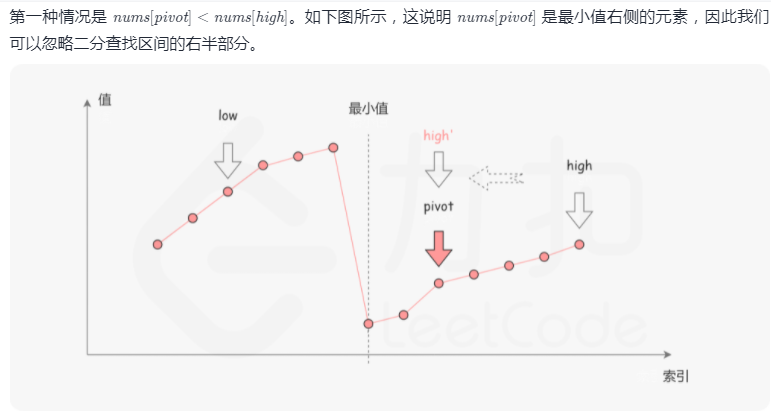 第一种情况是 nums[pivot] < nums[high]。如下图所示，这说明 nums[pivot] 是最小值右侧的元素，因此我们
可以忽略二分查找区间的右半部分。
值
low
最小值
high'
high
pivot
力扣
LeetCode
索引